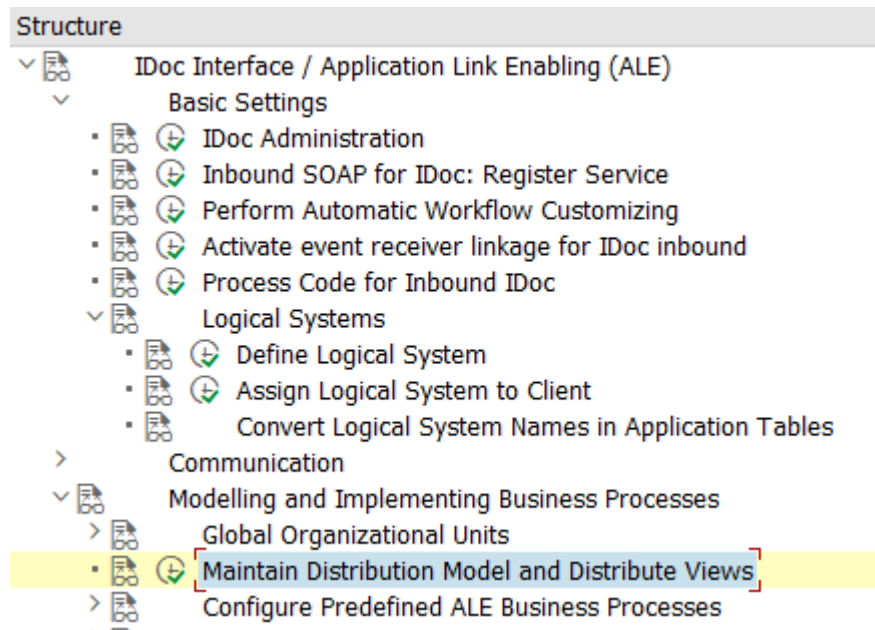 Structure
IDoc Interface / Application Link Enabling (ALE)
Basic Settings
IDoc Administration
Inbound SOAP for IDoc: Register Service
Perform Automatic Workflow Customizing
Activate event receiver linkage for IDoc inbound
Process Code for Inbound IDoc
Logical Systems
Define Logical System
Assign Logical System to Client
Convert Logical System Names in Application Tables
Communication
Modelling and Implementing Business Processes
Global Organizational Units
Maintain Distribution Model and Distribute Views
Configure Predefined ALE Business Processes